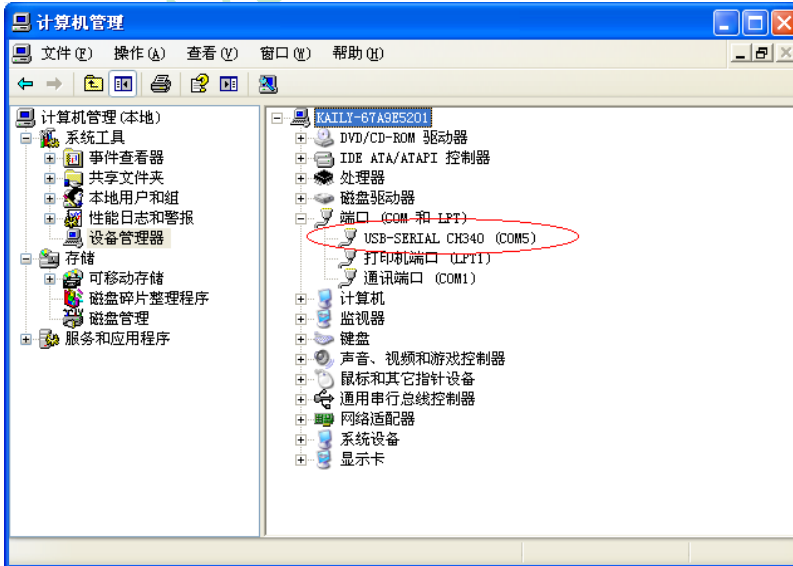 计算机管理
文件(F) 操作(A) 查看(V) 窗口(W) 帮助(H)
计算机管理(本地)
系统工具
事件查看器
共享文件夹
本地用户和组
性能日志和警报
设备管理器
存储
可移动存储
磁盘碎片整理程序
磁盘管理
服务和应用程序
KAILY-67A9E5201
DVD/CD-ROM 驱动器
IDE ATA/ATAPI 控制器
处理器
磁盘驱动器
端口 (COM 和 LPT)
USB-SERIAL CH340 (COM5)
打印机端口 (LPT1)
通讯端口 (COM1)
计算机
监视器
键盘
声音、视频和游戏控制器
鼠标和其它指针设备
通用串行总线控制器
网络适配器
系统设备
显示卡